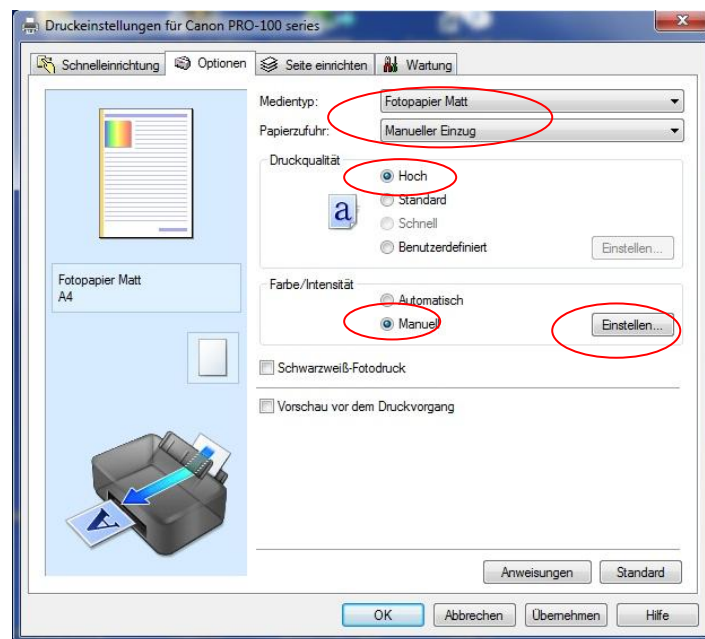 Druckeinstellungen für Canon PRO-100 series
Schnelleinrichtung Optionen Seite einrichten Wartung
Medientyp: Fotopapier Matt
Papierzufuhr: Manueller Einzug
Druckqualität
Hoch
a Standard
Schnell
Benutzerdefiniert Einstellen...
Fotopapier Matt
A4
Farbe/Intensität
Automatisch
Manuell Einstellen...
Schwarzweiß-Fotodruck
Vorschau vor dem Druckvorgang
A
Anweisungen Standard
OK Abbrechen Übernehmen Hilfe